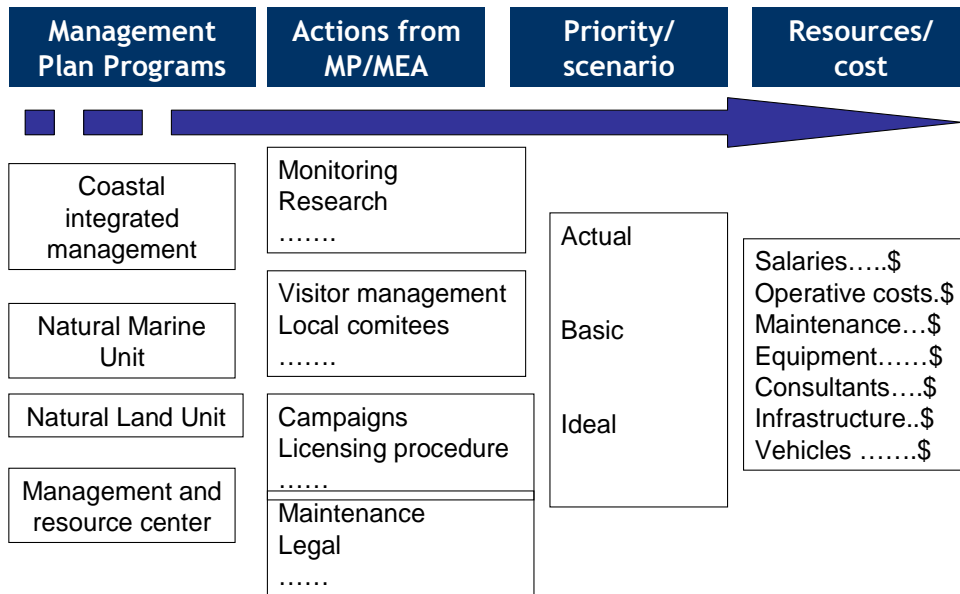 Management
Plan Programs
Actions from
MP/MEA
Priority/
scenario
Resources/
cost
Coastal
integrated
management
Natural Marine
Unit
Natural Land Unit
Management and
resource center
Monitoring
Research
…….
Visitor management
Local comitees
…….
Campaigns
Licensing procedure
……
Maintenance
Legal
……
Actual
Basic
Ideal
Salaries…..$
Operative costs.$
Maintenance…$
Equipment……$
Consultants….$
Infrastructure..$
Vehicles …….$